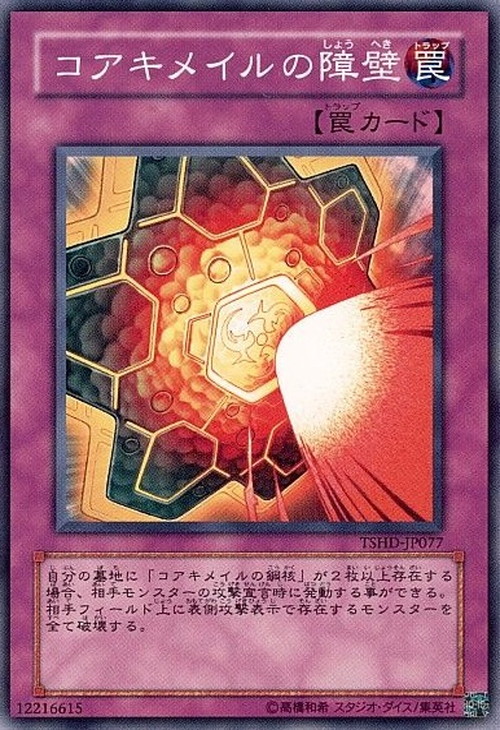 コアキメイルの障壁 罠
【罠カード】
TSHD-JP077
自分の墓地に「コアキメイルの鋼核」が2枚以上存在する
場合、相手モンスターの攻撃宣言時に発動する事ができる。
相手フィールド上に表側攻撃表示で存在するモンスターを
全て破壊する。
12216615 ©高橋和希 スタジオ・ダイス/集英社